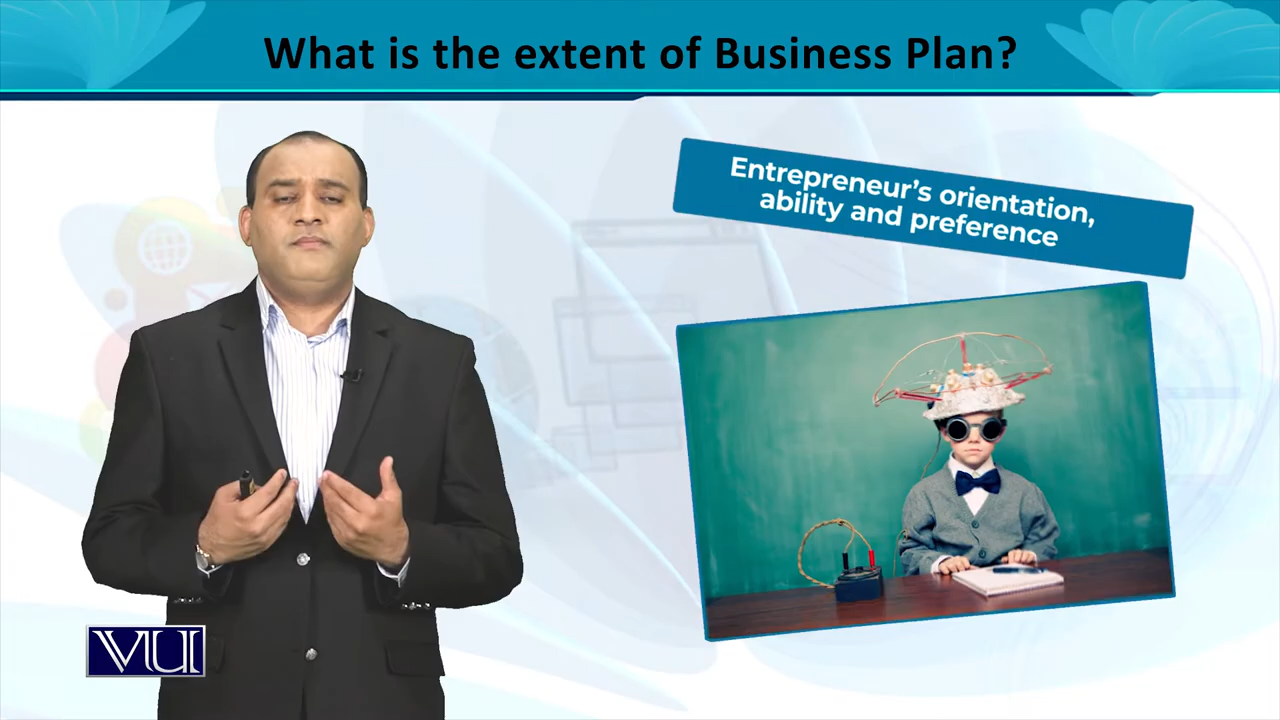 What is the extent of Business Plan?
Entrepreneur's orientation,
ability and preference
VU